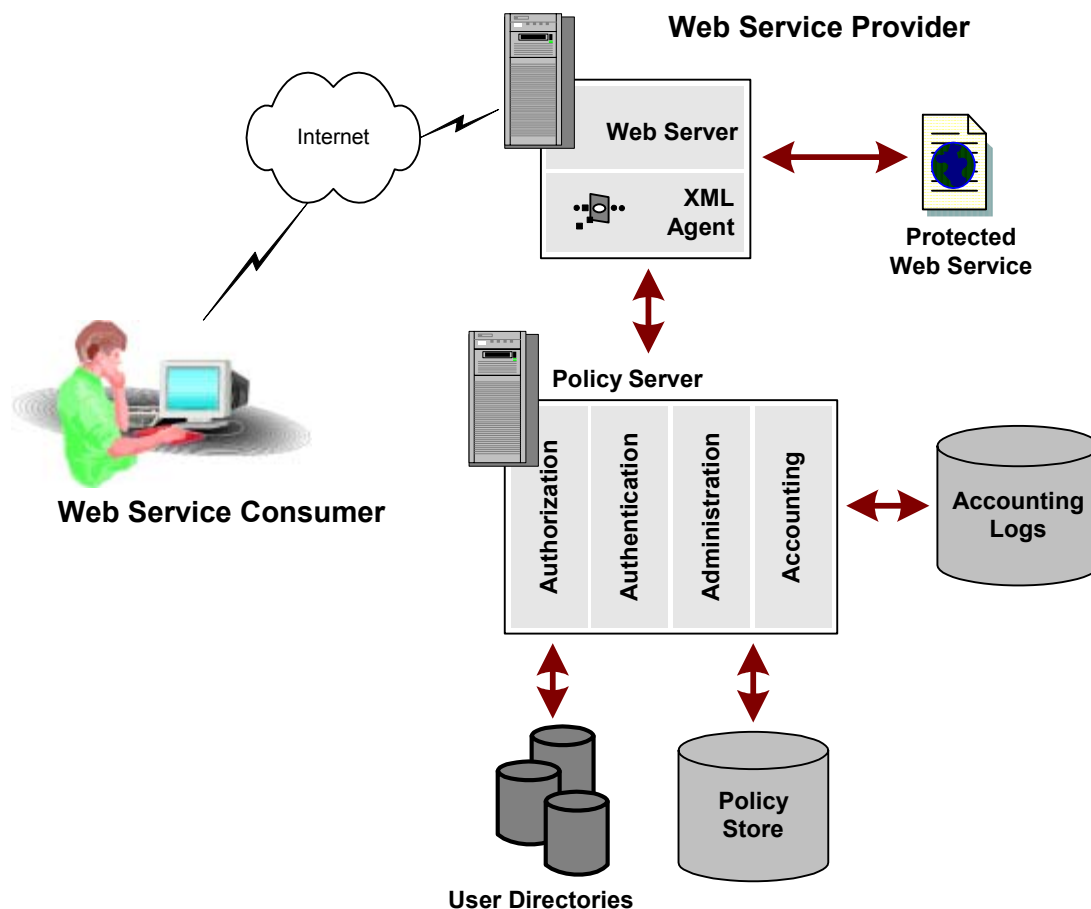 Web Service Provider
Internet
Web Server
XML
Agent
Protected
Web Service
Policy Server
Web Service Consumer
Authorization
Authentication
Administration
Accounting
Accounting
Logs
Policy
Store
User Directories